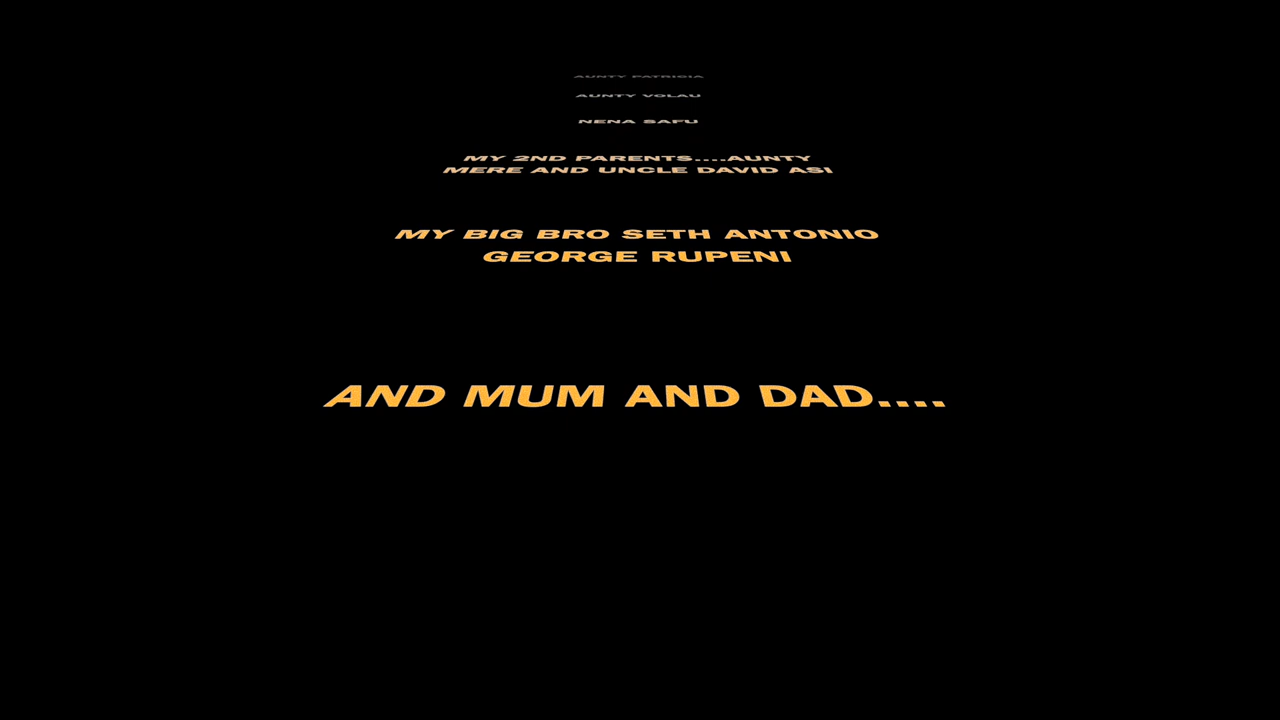 AUNTY PATRICIA
AUNTY VOLAU
NENA SAFU
MY 2ND PARENTS....AUNTY
MERE AND UNCLE DAVID ASI
MY BIG BRO SETH ANTONIO
GEORGE RUPENI
AND MUM AND DAD....